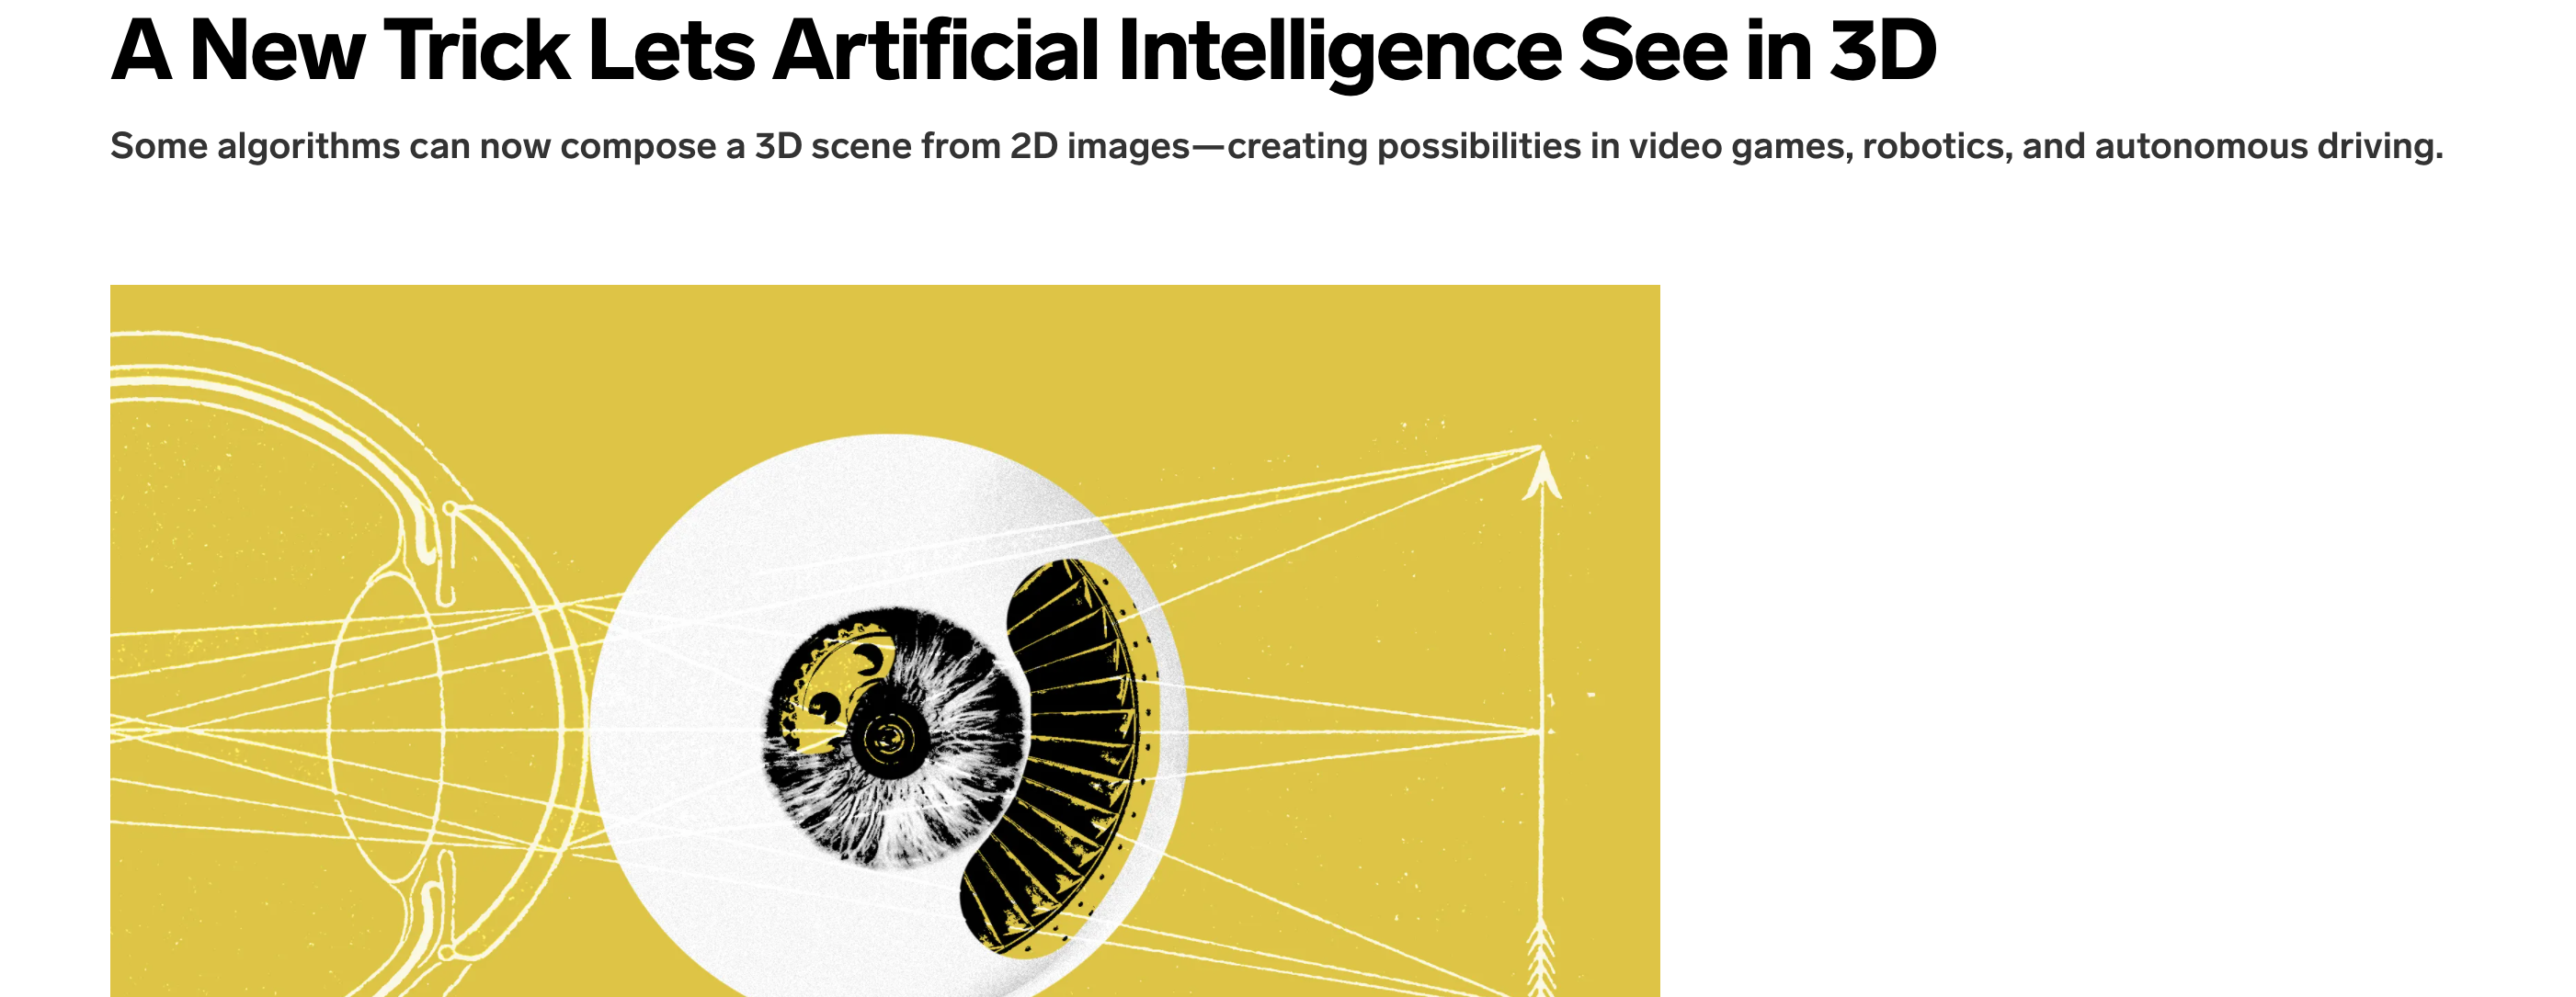 A New Trick Lets Artificial Intelligence See in 3D
Some algorithms can now compose a 3D scene from 2D images—creating possibilities in video games, robotics, and autonomous driving.